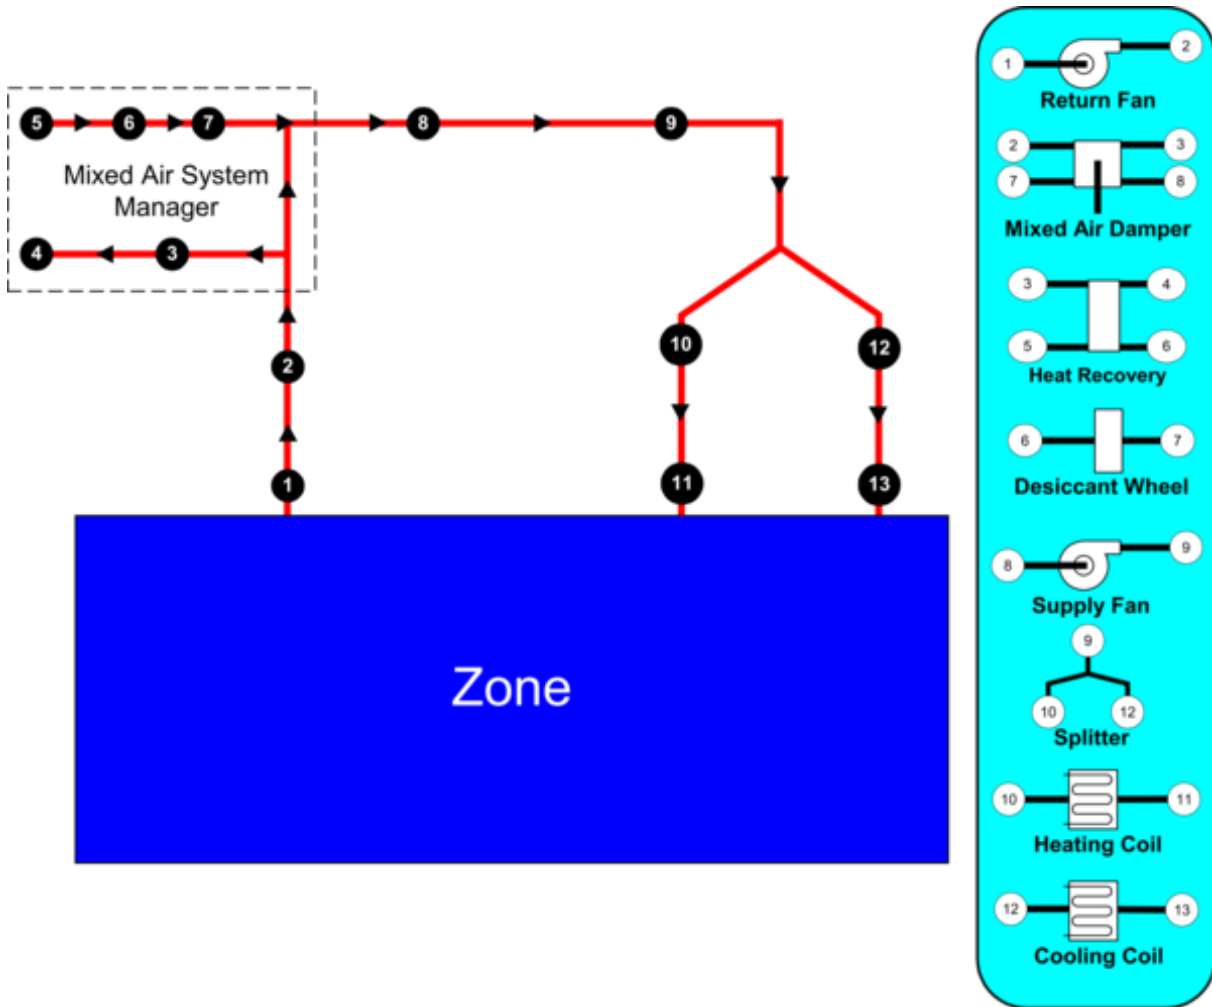 5 6 7 8 9
Mixed Air System
Manager
4 3
2
10 12
1 11 13
Zone
1 2
Return Fan
2 3
7 8
Mixed Air Damper
3 4
5 6
Heat Recovery
6 7
Desiccant Wheel
8 9
Supply Fan
9
10 12
Splitter
10 11
Heating Coil
12 13
Cooling Coil